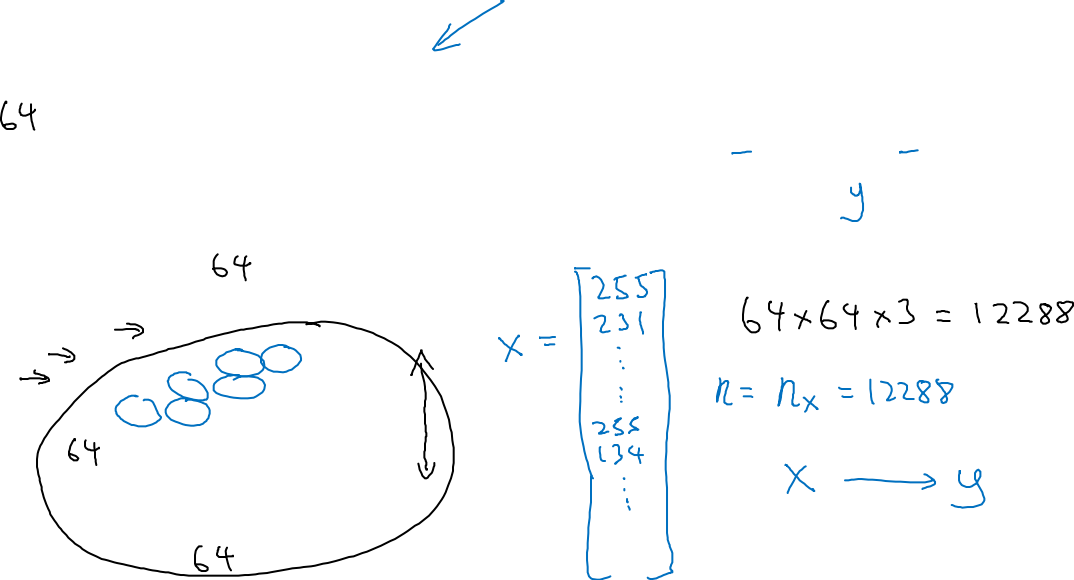 64
y
64
64
64
x =
255
231
⋮
⋮
255
134
⋮
64×64×3 = 12288
n = nₓ = 12288
x → y